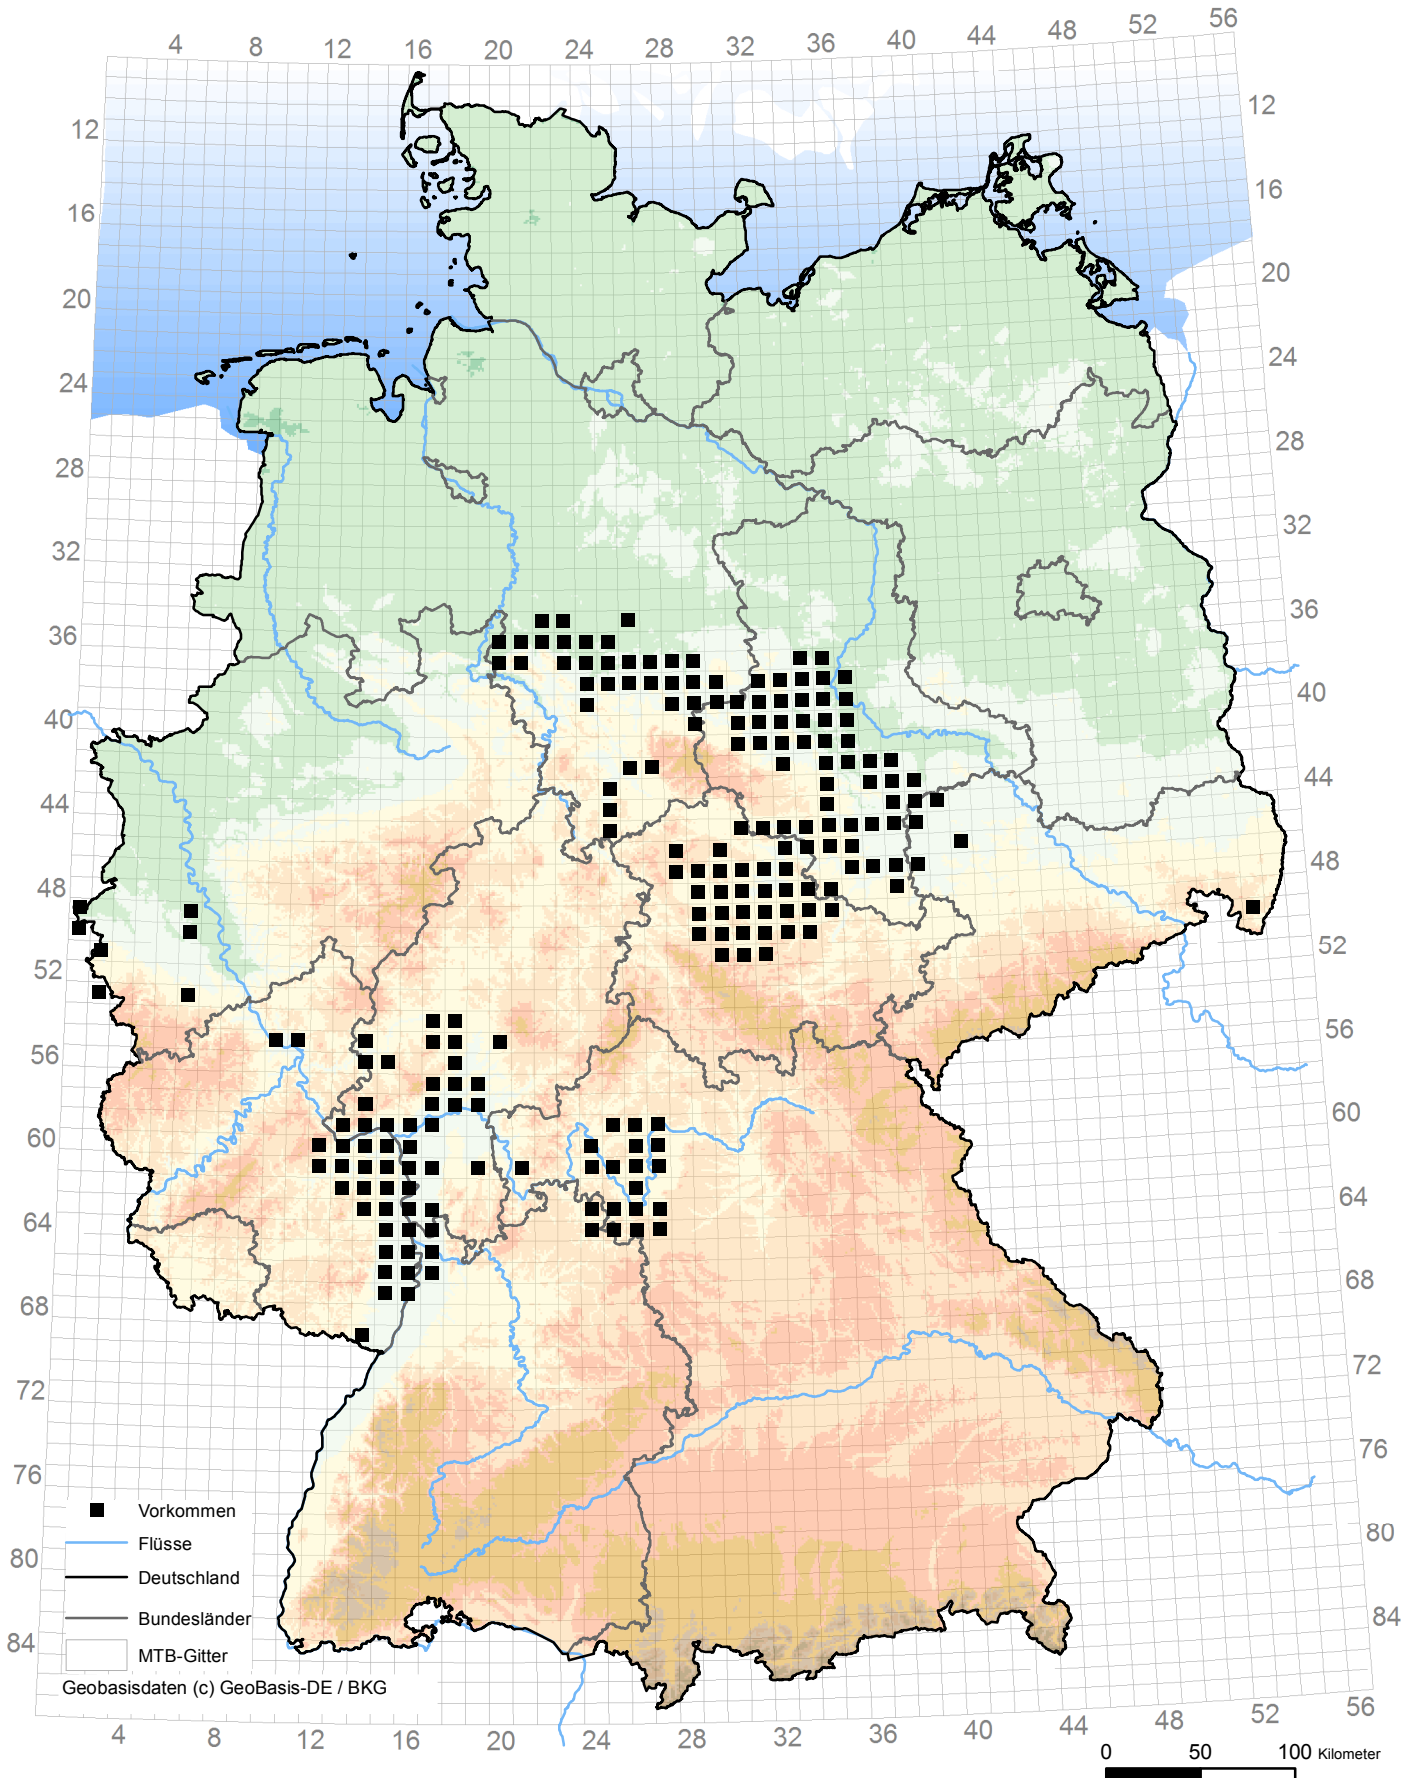 4 8 12 16 20 24 28 32 36 40 44 48 52 56
12 12
16 16
20 20
24 24
28 28
32 32
36 36
40 40
44 44
48 48
52 52
56 56
60 60
64 64
68 68
72 72
76 76
80 80
84 84
Vorkommen
Flüsse
Deutschland
Bundesländer
MTB-Gitter
Geobasisdaten (c) GeoBasis-DE / BKG
4 8 12 16 20 24 28 32 36 40 44 48 52 56
0 50 100 Kilometer